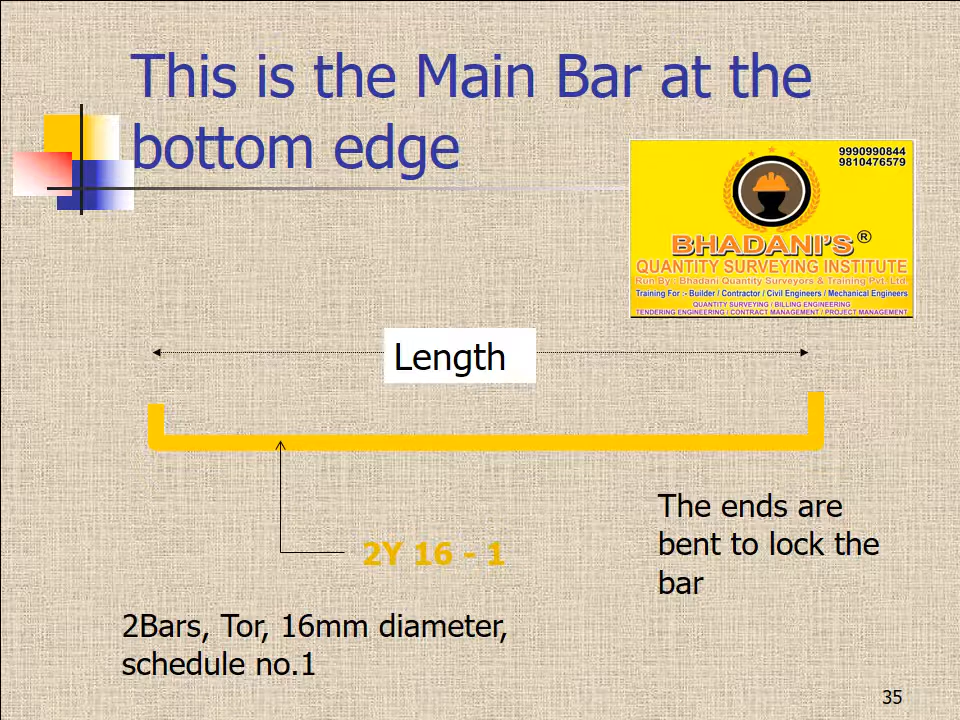 This is the Main Bar at the
bottom edge
9990990844
9810476579
BHADANI'S ®
QUANTITY SURVEYING INSTITUTE
Run By:- Bhadani Quantity Surveyors & Training Pvt. Ltd.
Training For :- Builder / Contractor / Civil Engineers / Mechanical Engineers
QUANTITY SURVEYING / BILLING ENGINEERING
TENDERING ENGINEERING / CONTRACT MANAGEMENT / PROJECT MANAGEMENT
Length
The ends are
bent to lock the
bar
2Y 16 - 1
2Bars, Tor, 16mm diameter,
schedule no.1
35